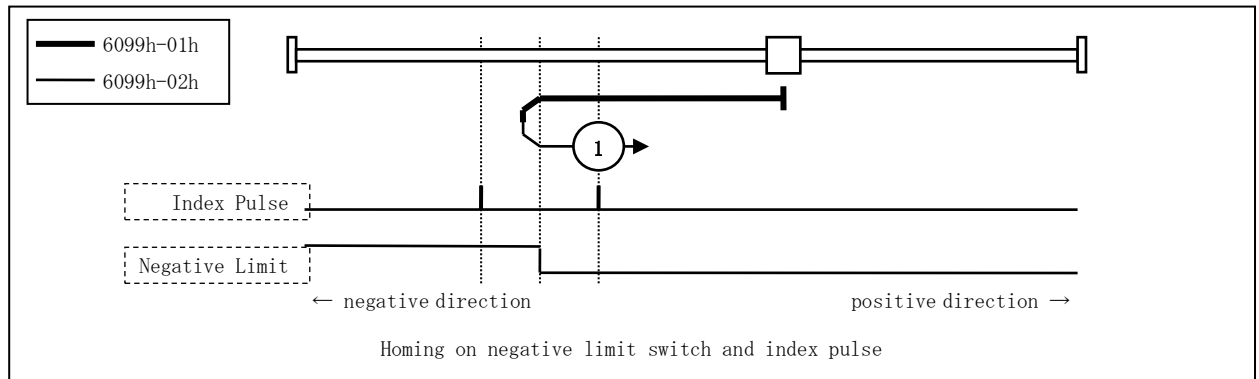 6099h-01h
6099h-02h
1
Index Pulse
Negative Limit
← negative direction
positive direction →
Homing on negative limit switch and index pulse